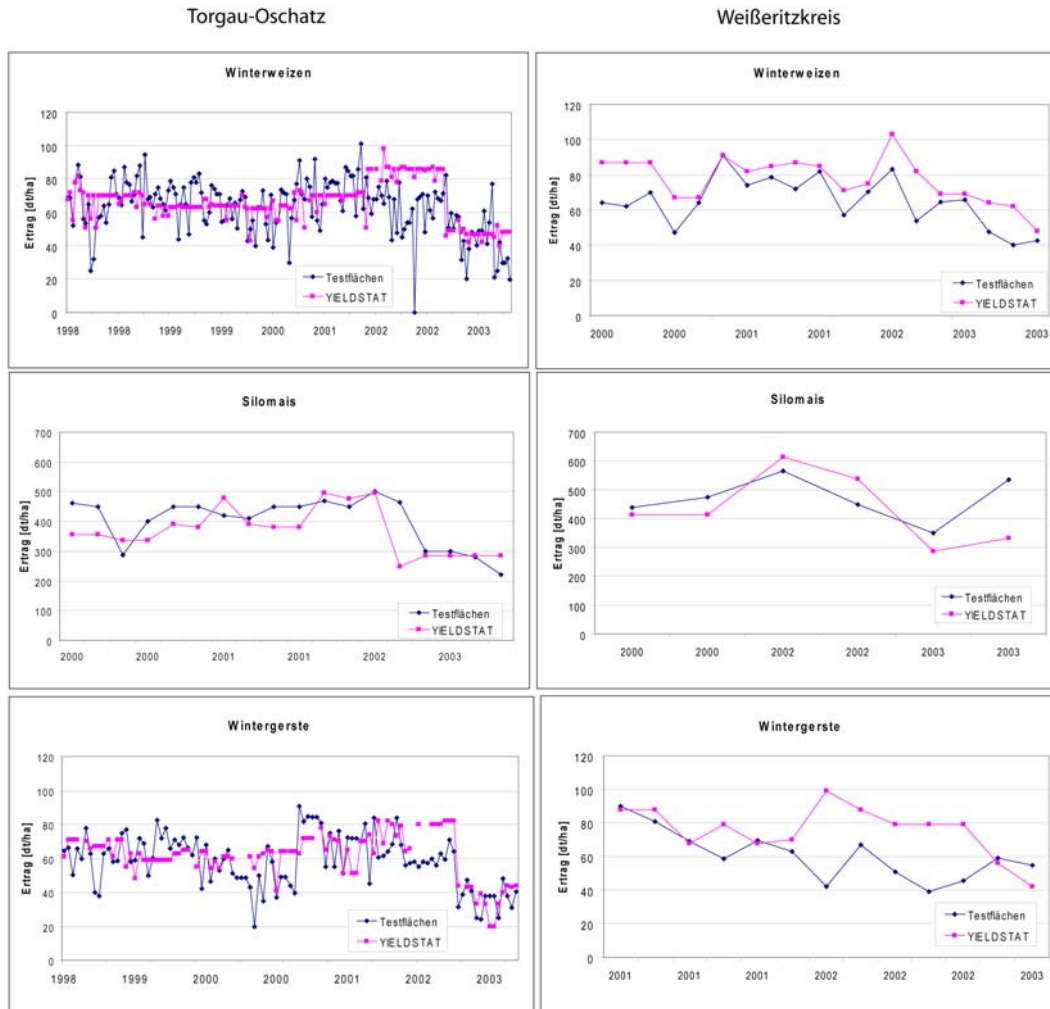 Torgau-Oschatz
Weißeritzkreis
Winterweizen
Ertrag [dt/ha]
120
100
80
60
40
20
0
Testflächen
YIELDSTAT
1998 1998 1999 1999 2000 2001 2002 2002 2003
Winterweizen
Ertrag [dt/ha]
120
100
80
60
40
20
0
Testflächen
YIELDSTAT
2000 2000 2001 2001 2002 2003 2003
Silomais
Ertrag [dt/ha]
700
600
500
400
300
200
100
0
Testflächen
YIELDSTAT
2000 2000 2001 2001 2002 2003
Silomais
Ertrag [dt/ha]
700
600
500
400
300
200
100
0
Testflächen
YIELDSTAT
2000 2000 2002 2002 2003 2003
Wintergerste
Ertrag [dt/ha]
120
100
80
60
40
20
0
Testflächen
YIELDSTAT
1998 1999 2000 2000 2001 2002 2003
Wintergerste
Ertrag [dt/ha]
120
100
80
60
40
20
0
Testflächen
YIELDSTAT
2001 2001 2001 2002 2002 2002 2003